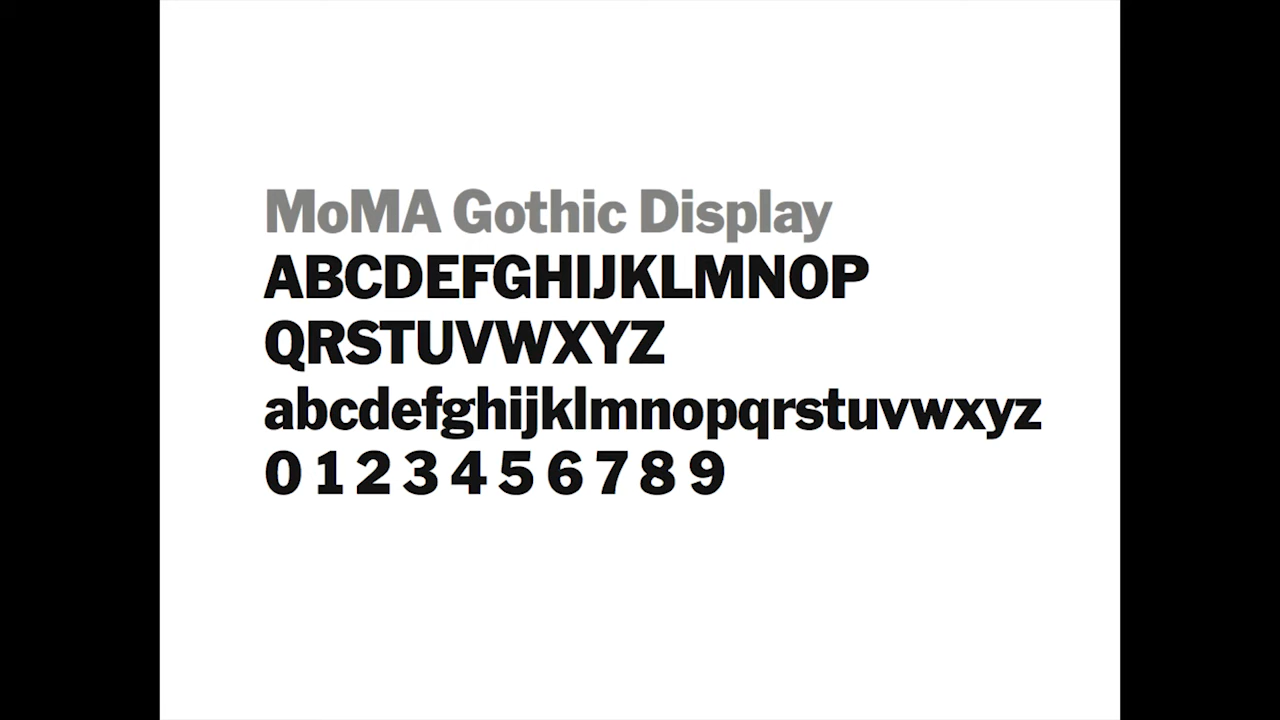 MoMA Gothic Display
ABCDEFGHIJKLMNOP
QRSTUVWXYZ
abcdefghijklmnopqrstuvwxyz
0 1 2 3 4 5 6 7 8 9